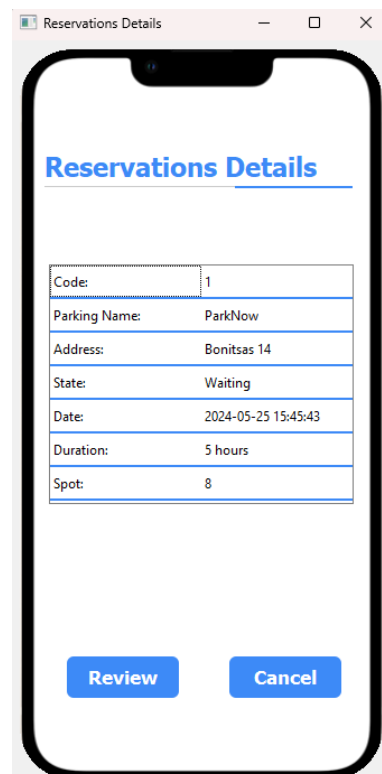 Reservations Details
Reservations Details
Code: 1
Parking Name: ParkNow
Address: Bonitsas 14
State: Waiting
Date: 2024-05-25 15:45:43
Duration: 5 hours
Spot: 8
Review Cancel